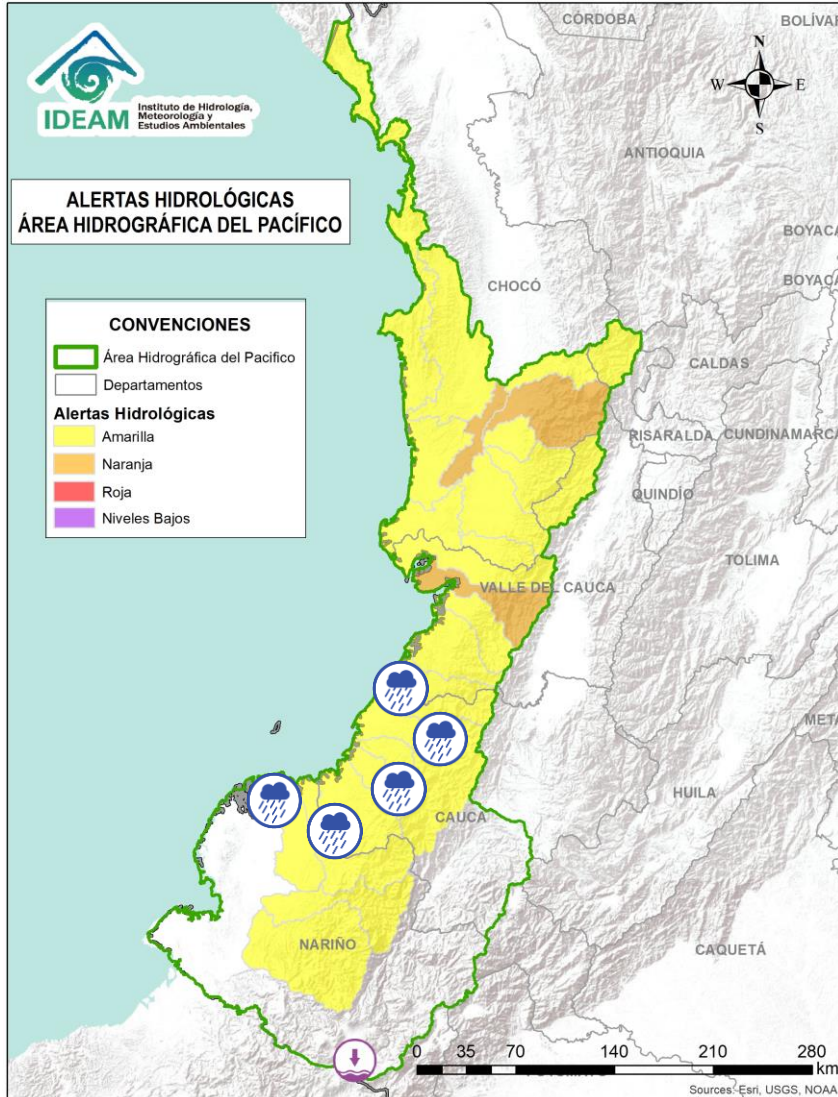 CÓRDOBA
BOLÍVAR
N
W
E
S
IDEAM
Instituto de Hidrología,
Meteorología y
Estudios Ambientales
ANTIOQUIA
ALERTAS HIDROLÓGICAS
ÁREA HIDROGRÁFICA DEL PACÍFICO
BOYACÁ
BOYACÁ
CHOCÓ
CONVENCIONES
Área Hidrográfica del Pacifico
Departamentos
Alertas Hidrológicas
Amarilla
Naranja
Roja
Niveles Bajos
CALDAS
RISARALDA
CUNDINAMARCA
QUINDÍO
TOLIMA
VALLE DEL CAUCA
META
HUILA
CAUCA
NARIÑO
CAQUETÁ
0 35 70 140 210 280
km
Sources: Esri, USGS, NOAA